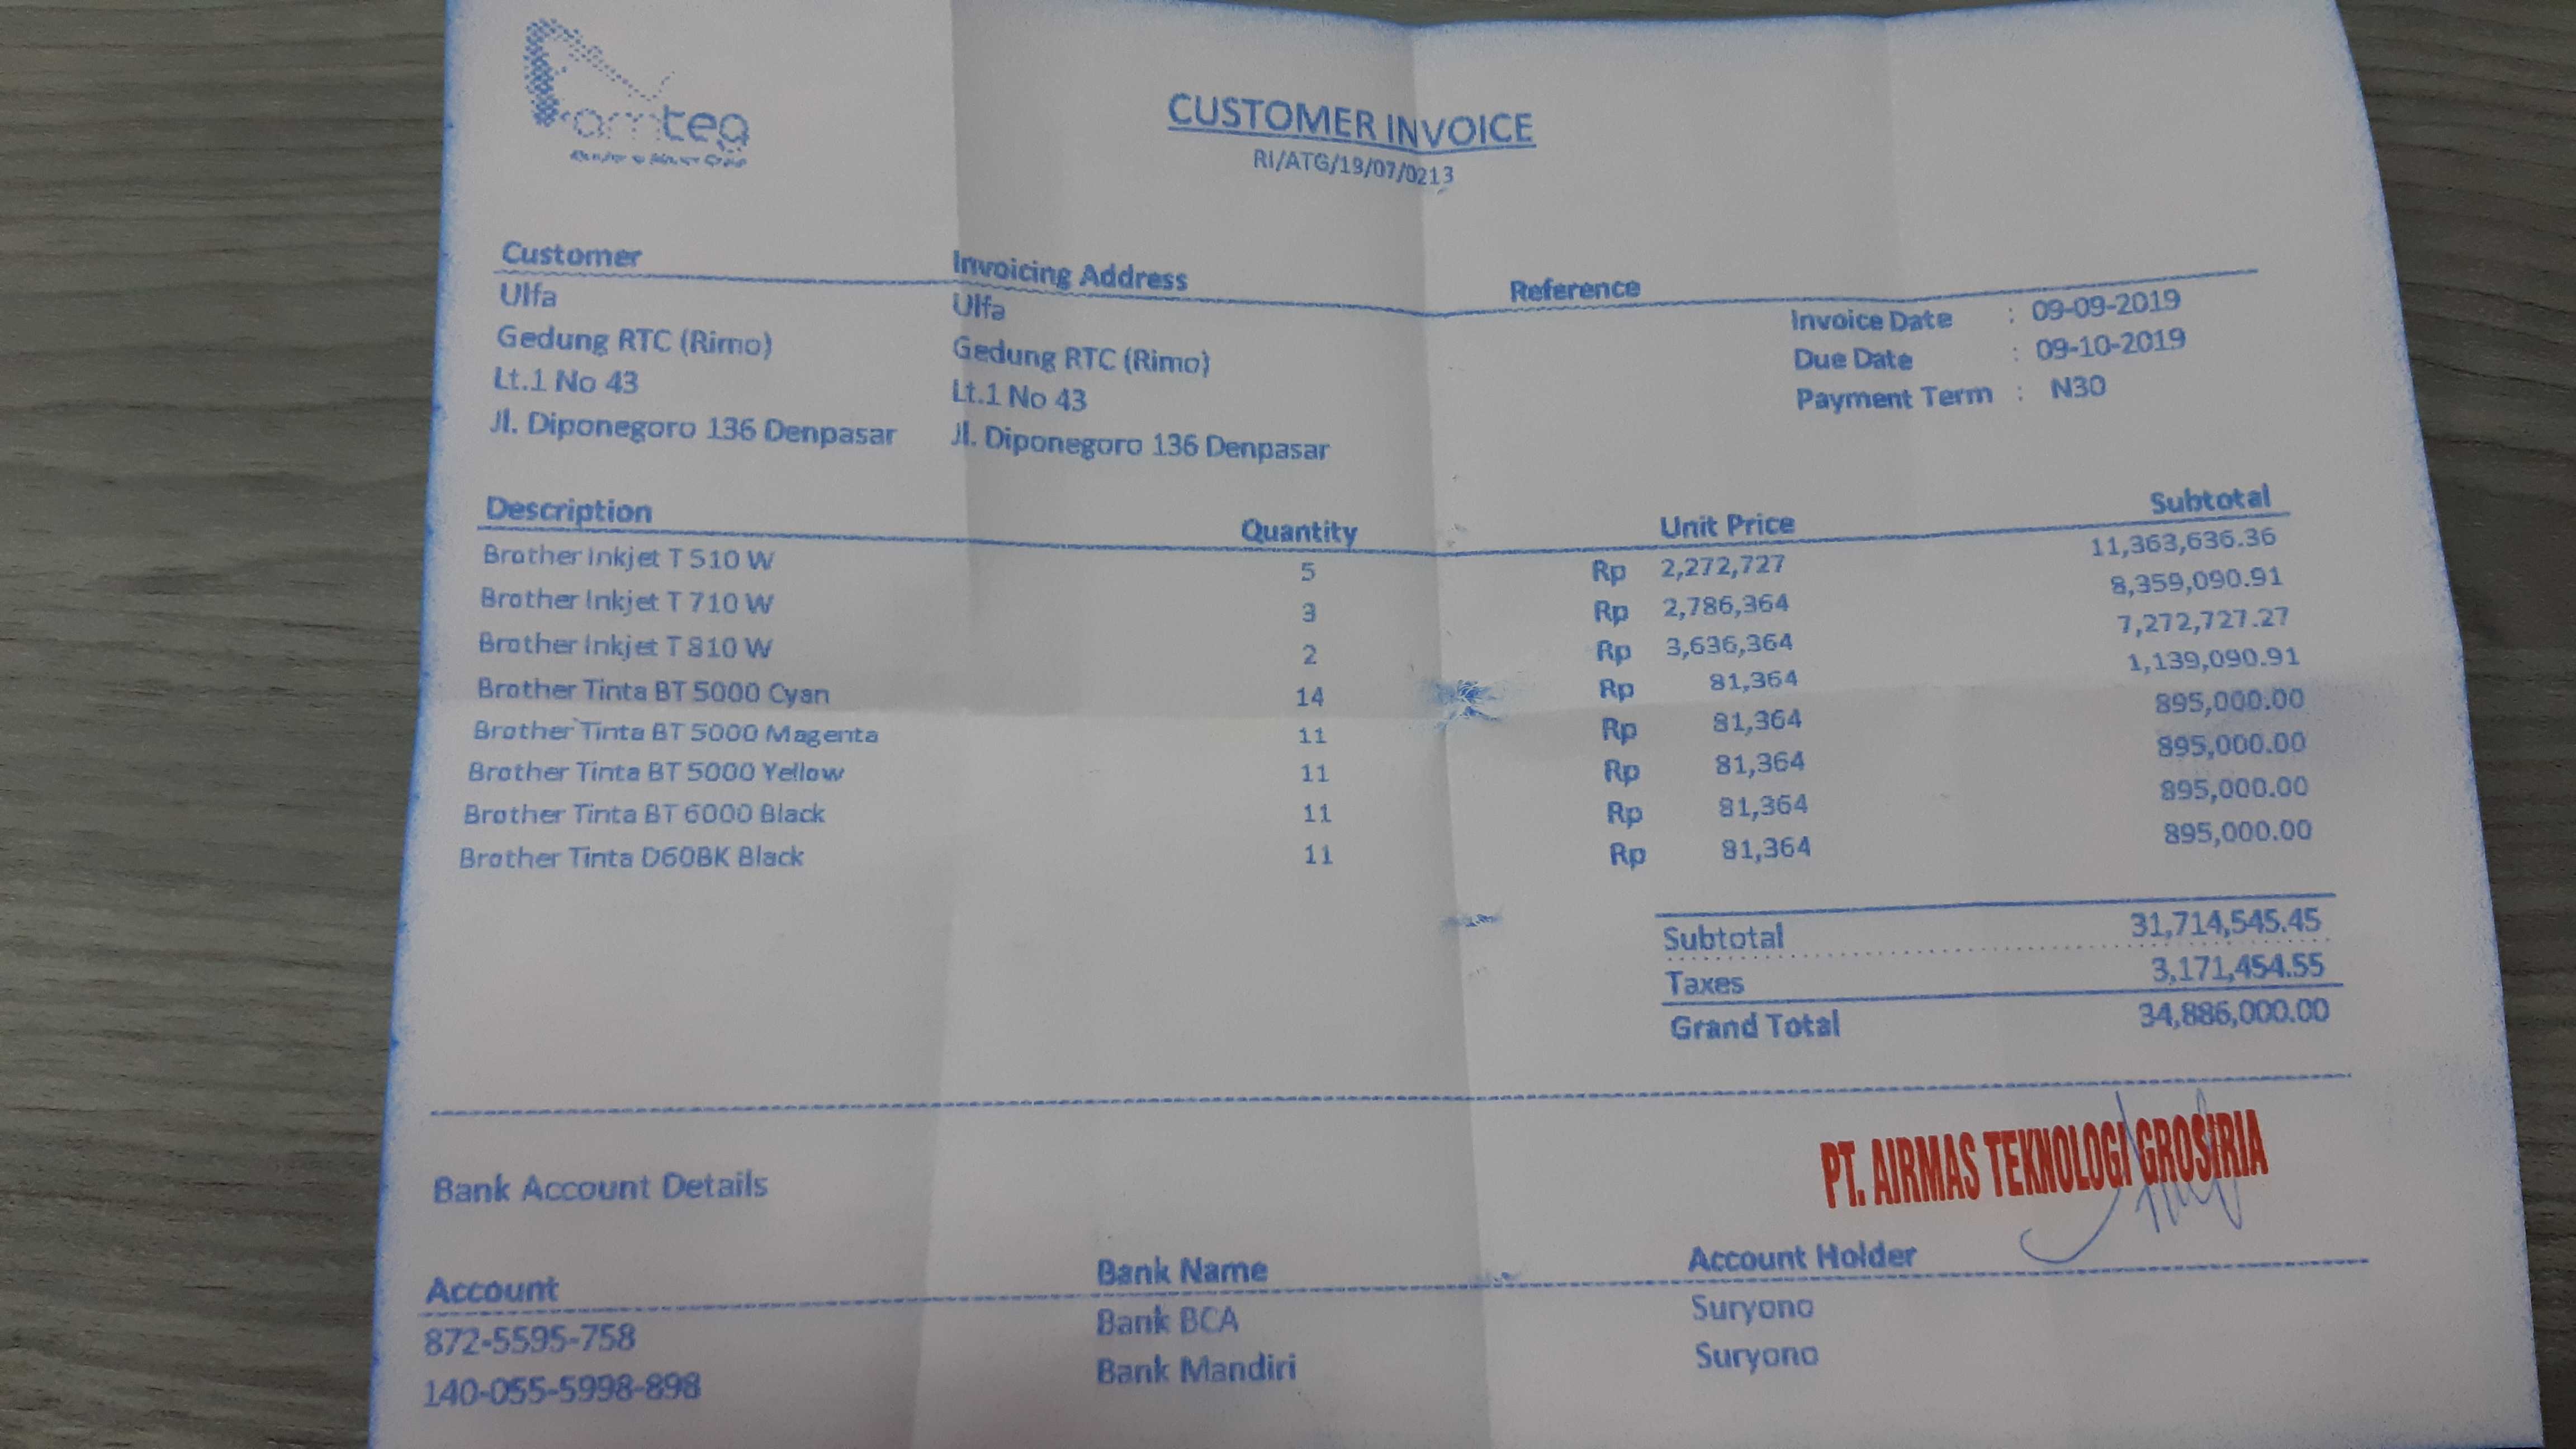 omteg
CUSTOMER INVOICE
RI/ATG/19/07/0213
Customer Invoicing Address Reference
Ulfa Ulfa Invoice Date : 09-09-2019
Gedung RTC (Rimo) Gedung RTC (Rimo) Due Date : 09-10-2019
Lt.1 No 43 Lt.1 No 43 Payment Term : N30
Jl. Diponegoro 136 Denpasar Jl. Diponegoro 136 Denpasar
Description Quantity Unit Price Subtotal
Brother Inkjet T 510 W 5 Rp 2,272,727 11,363,636.36
Brother Inkjet T 710 W 3 Rp 2,786,364 8,359,090.91
Brother Inkjet T 810 W 2 Rp 3,636,364 7,272,727.27
Brother Tinta BT 5000 Cyan 14 Rp 81,364 1,139,090.91
Brother Tinta BT 5000 Magenta 11 Rp 81,364 895,000.00
Brother Tinta BT 5000 Yellow 11 Rp 81,364 895,000.00
Brother Tinta BT 6000 Black 11 Rp 81,364 895,000.00
Brother Tinta D60BK Black 11 Rp 81,364 895,000.00
Subtotal 31,714,545.45
Taxes 3,171,454.55
Grand Total 34,886,000.00
PT. AIRMAS TEKNOLOGI GROSIRIA
Bank Account Details
Account Bank Name Account Holder
872-5595-758 Bank BCA Suryono
140-055-5998-898 Bank Mandiri Suryono